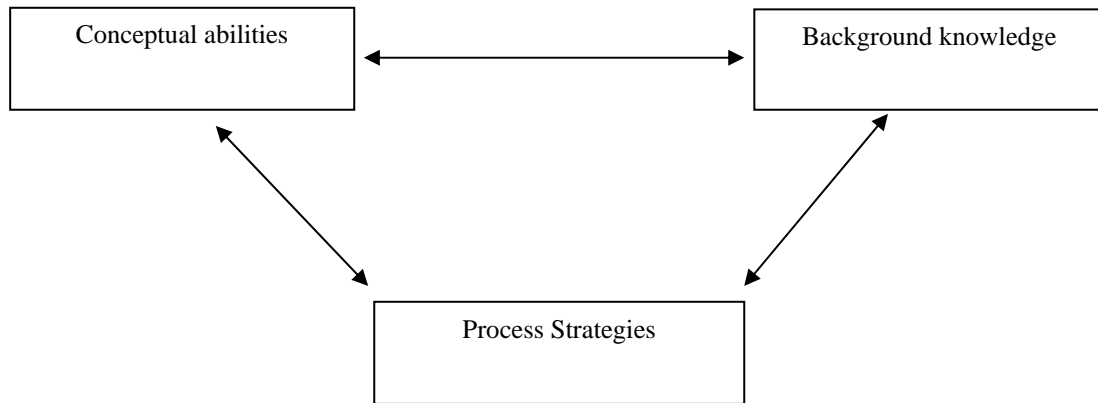 Conceptual abilities
Background knowledge
Process Strategies